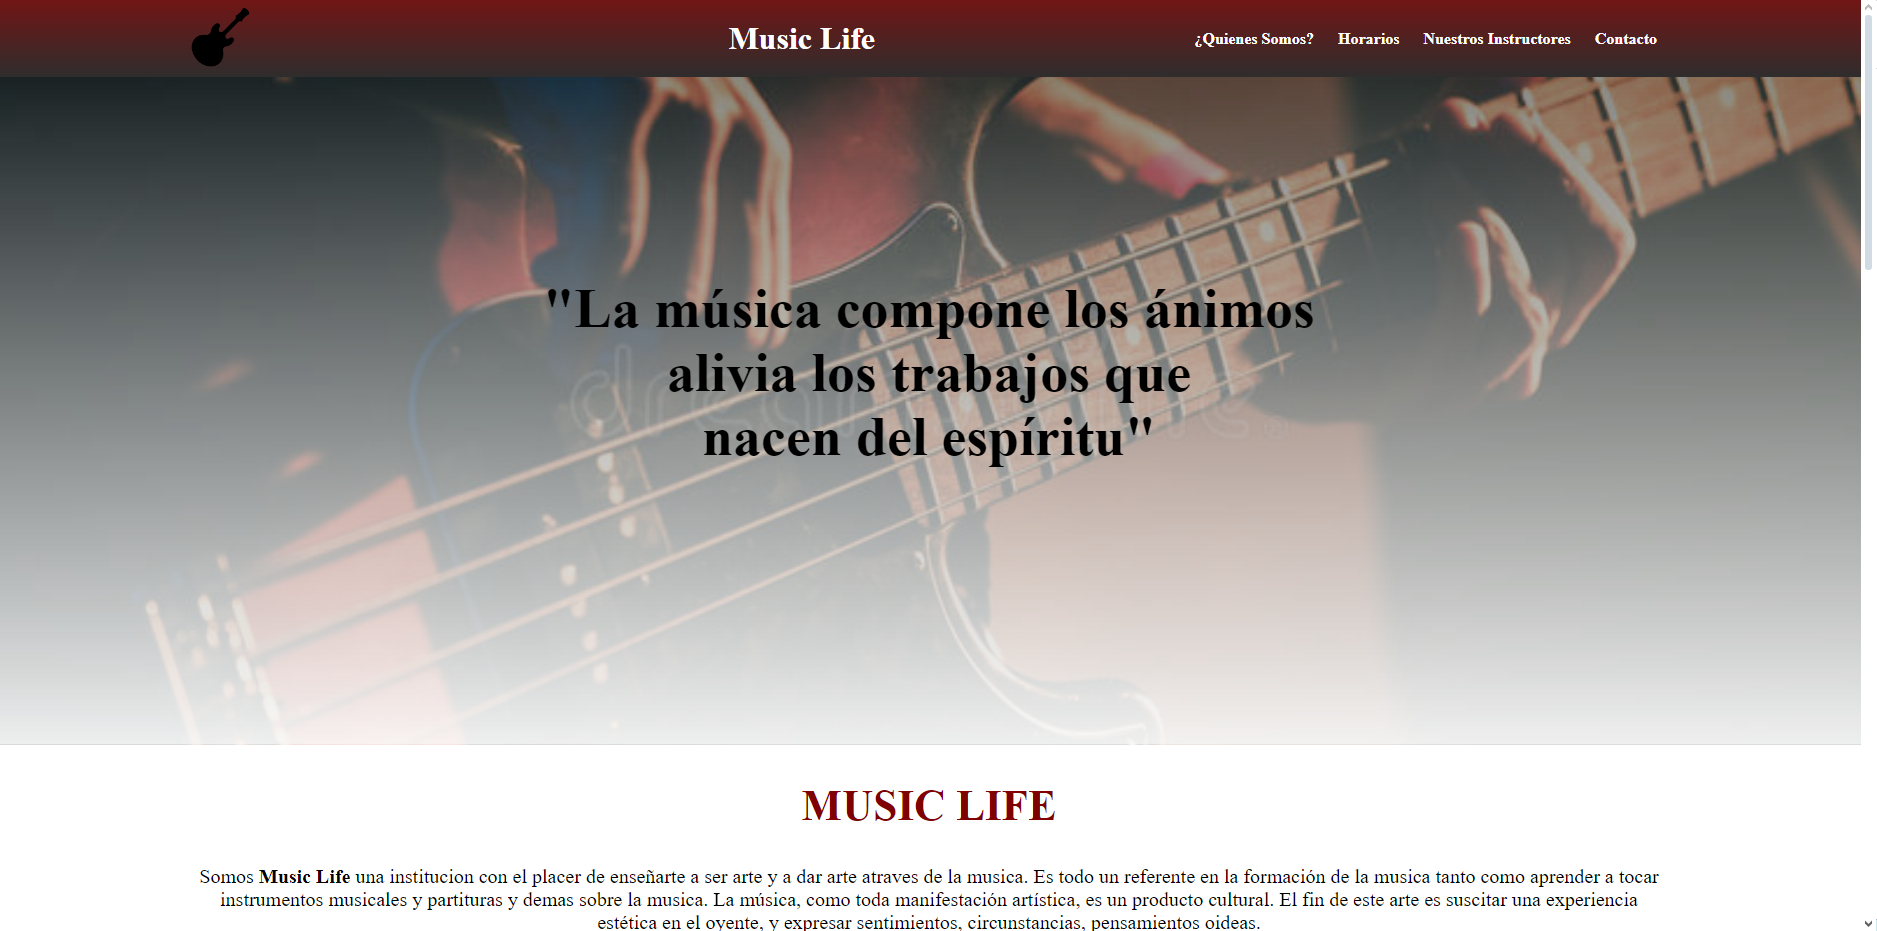 Music Life
¿Quienes Somos? Horarios Nuestros Instructores Contacto
"La música compone los ánimos
alivia los trabajos que
nacen del espíritu"
dreamstime®
MUSIC LIFE
Somos Music Life una institucion con el placer de enseñarte a ser arte y a dar arte atraves de la musica. Es todo un referente en la formación de la musica tanto como aprender a tocar
instrumentos musicales y partituras y demas sobre la musica. La música, como toda manifestación artística, es un producto cultural. El fin de este arte es suscitar una experiencia
estética en el oyente, y expresar sentimientos, circunstancias, pensamientos oideas.